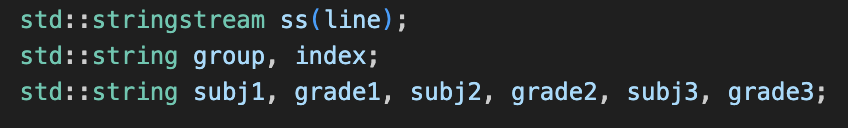 std::stringstream ss(line);
std::string group, index;
std::string subj1, grade1, subj2, grade2, subj3, grade3;